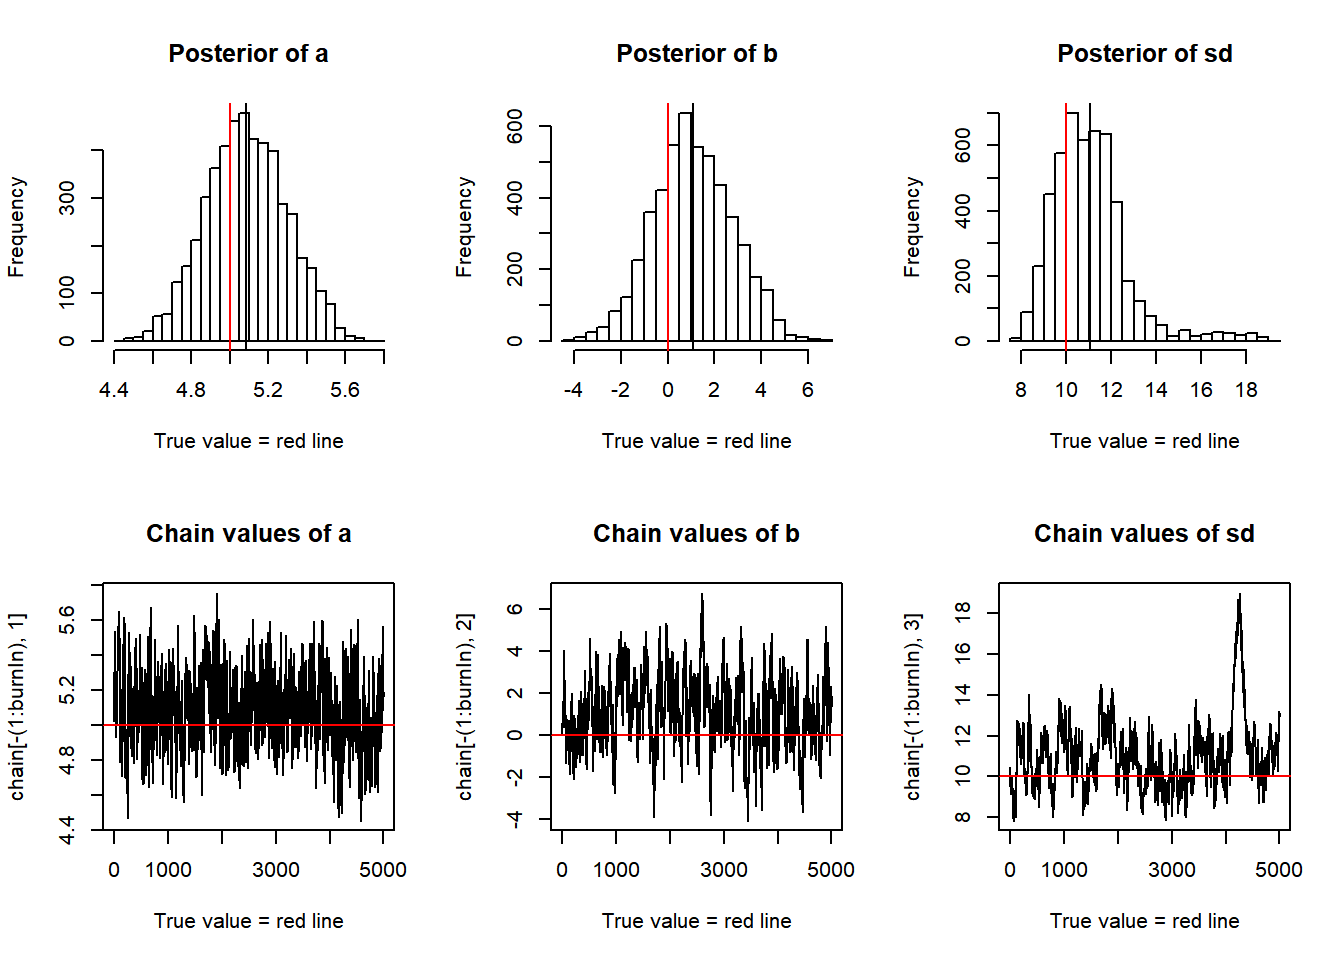 Posterior of a
Posterior of b
Posterior of sd
Frequency
0 100 300
4.4 4.8 5.2 5.6
True value = red line
Frequency
0 200 400 600
-4 -2 0 2 4 6
True value = red line
Frequency
0 200 400 600
8 10 12 14 16 18
True value = red line
Chain values of a
Chain values of b
Chain values of sd
chain[-(1:burnIn), 1]
4.4 4.8 5.2 5.6
0 1000 3000 5000
True value = red line
chain[-(1:burnIn), 2]
-4 -2 0 2 4 6
0 1000 3000 5000
True value = red line
chain[-(1:burnIn), 3]
8 10 12 14 16 18
0 1000 3000 5000
True value = red line